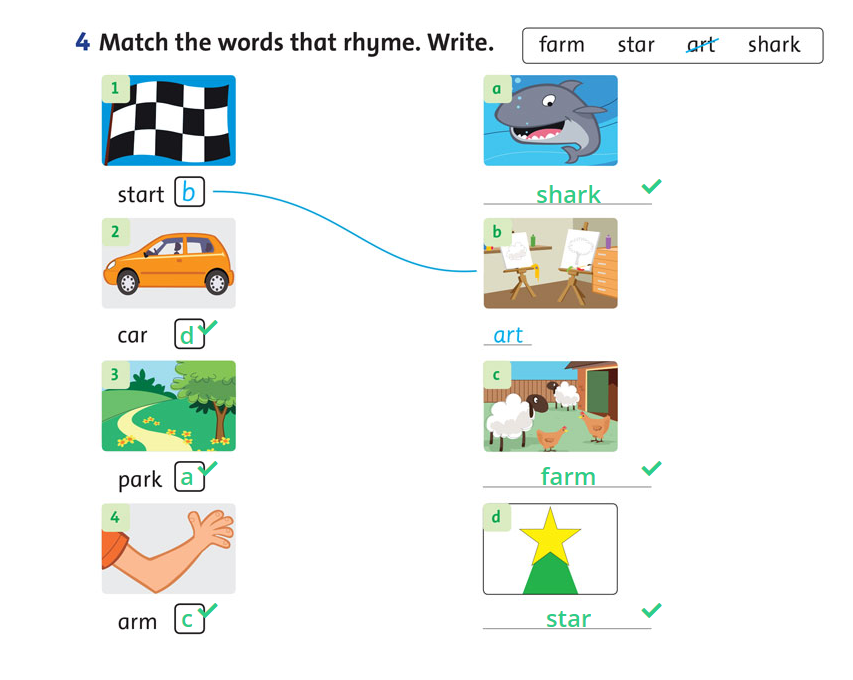 4 Match the words that rhyme. Write.
farm star art shark
1
a
start b
shark
2
b
car d
art
3
c
park a
farm
4
d
arm c
star